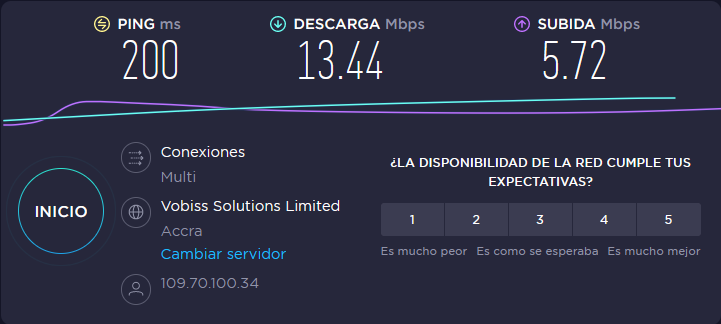 PING ms
DESCARGA Mbps
SUBIDA Mbps
200
13.44
5.72
INICIO
Conexiones
Multi
Vobiss Solutions Limited
Accra
Cambiar servidor
109.70.100.34
¿LA DISPONIBILIDAD DE LA RED CUMPLE TUS
EXPECTATIVAS?
1 2 3 4 5
Es mucho peor Es como se esperaba Es mucho mejor